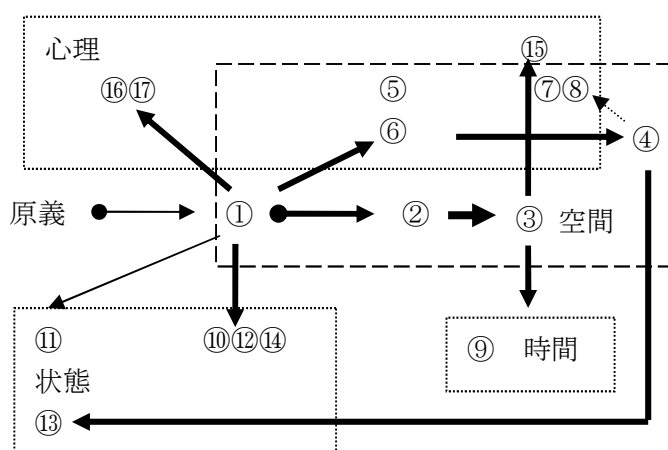 心理
⑮
⑯⑰
⑤
⑦⑧
⑥
④
原義
①
②
③
空間
⑪
⑩⑫⑭
⑨
時間
状態
⑬